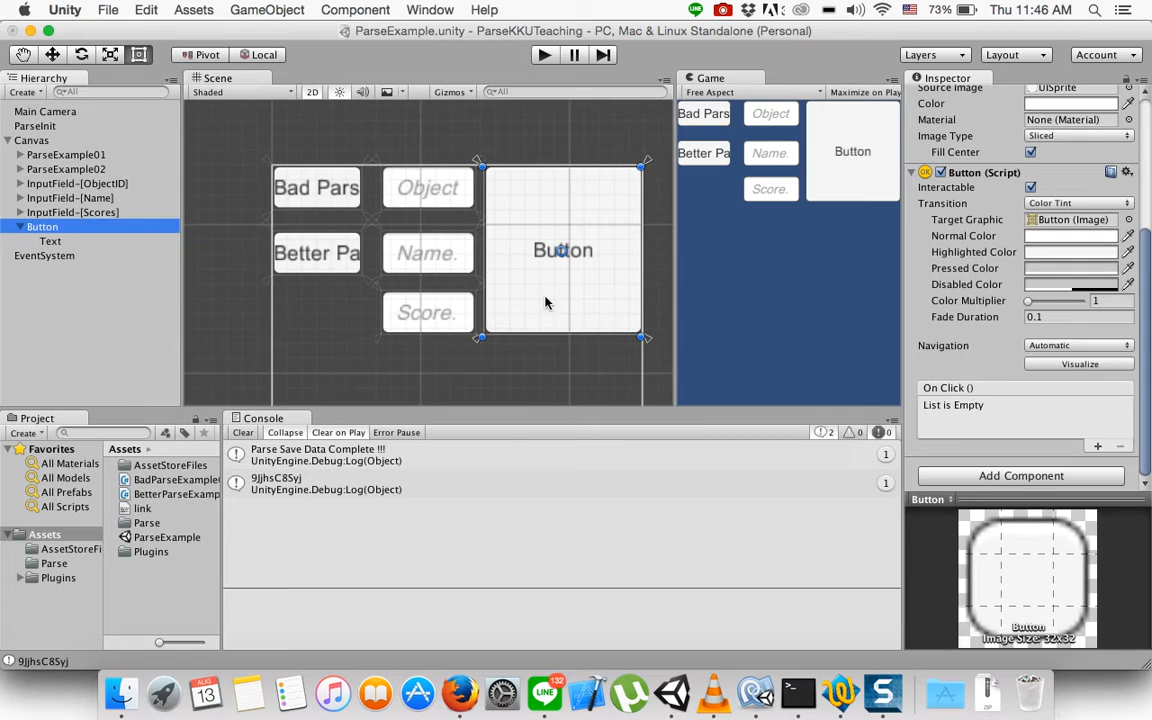 Unity File Edit Assets GameObject Component Window Help 73% Thu 11:46 AM
ParseExample.unity - ParseKKUTeaching - PC, Mac & Linux Standalone (Personal)
Pivot Local Layers Layout Account
Hierarchy Scene Game Inspector
Create All Shaded 2D Gizmos All Free Aspect Maximize on Play
Main Camera
ParseInit
Canvas
ParseExample01
ParseExample02
InputField-[ObjectID]
InputField-[Name]
InputField-[Scores]
Button
Text
EventSystem
Bad Pars Object
Better Pa Name.
Score.
Button
Bad Pars Object
Better Pa Name.
Score.
Button
Source Image UISprite
Color
Material None (Material)
Image Type Sliced
Fill Center
Button (Script)
Interactable
Transition Color Tint
Target Graphic Button (Image)
Normal Color
Highlighted Color
Pressed Color
Disabled Color
Color Multiplier 1
Fade Duration 0.1
Navigation Automatic
Visualize
On Click ()
List is Empty
Add Component
Button
Button
Image Size: 32x32
Project
Create
Favorites
All Materials
All Models
All Prefabs
All Scripts
Assets
AssetStoreFi
Parse
Plugins
Assets
AssetStoreFiles
BadParseExample
BetterParseExamp
link
Parse
ParseExample
Plugins
Console
Clear Collapse Clear on Play Error Pause 2 0 0
Parse Save Data Complete !!!
UnityEngine.Debug:Log(Object)
1
9JjhsC8Syj
UnityEngine.Debug:Log(Object)
1
9JjhsC8Syj
AUG
13
132